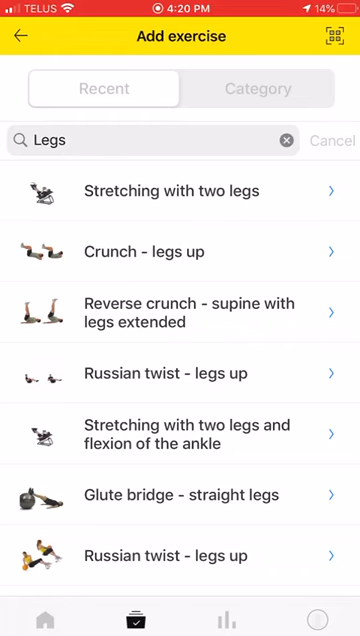 TELUS 4:20 PM 14%
Add exercise
Recent Category
Legs Cancel
Stretching with two legs
Crunch - legs up
Reverse crunch - supine with
legs extended
Russian twist - legs up
Stretching with two legs and
flexion of the ankle
Glute bridge - straight legs
Russian twist - legs up